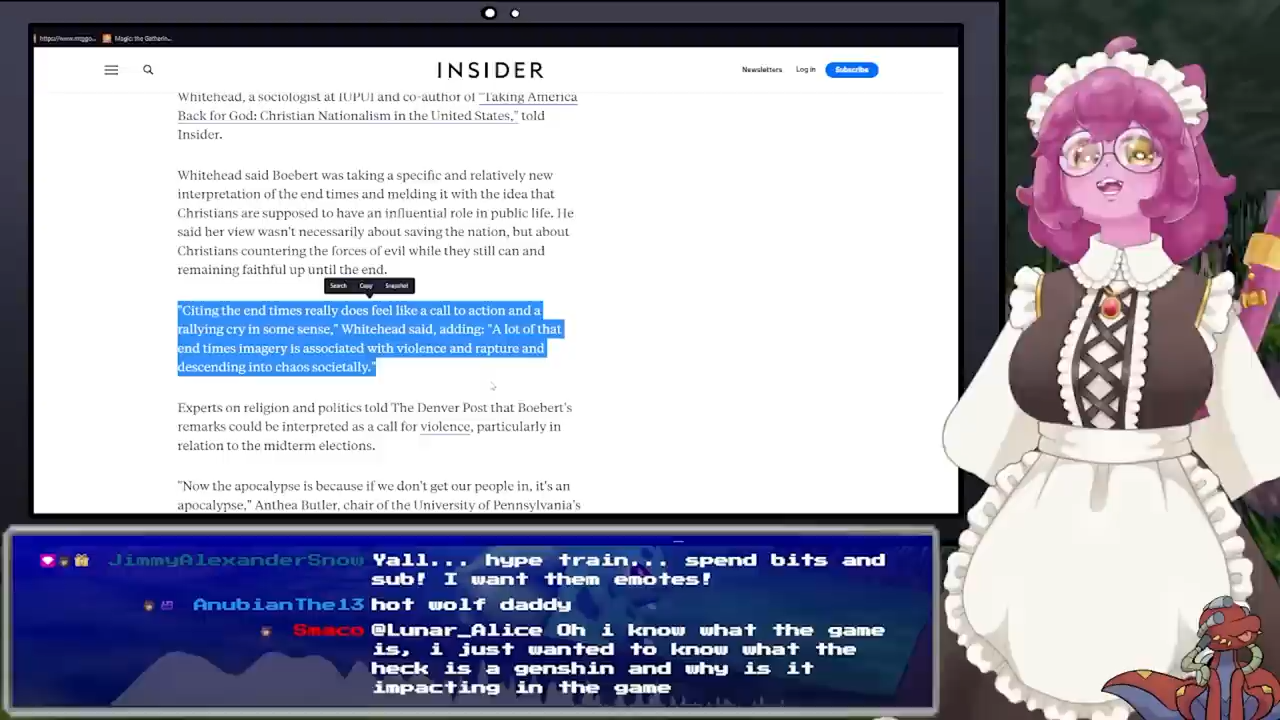 https://www.mtggo... Magic: the Gatherin...
INSIDER
Newsletters Log in Subscribe
Whitehead, a sociologist at IUPUI and co-author of "Taking America
Back for God: Christian Nationalism in the United States," told
Insider.
Whitehead said Boebert was taking a specific and relatively new
interpretation of the end times and melding it with the idea that
Christians are supposed to have an influential role in public life. He
said her view wasn't necessarily about saving the nation, but about
Christians countering the forces of evil while they still can and
remaining faithful up until the end.
Search Copy Snapshot
"Citing the end times really does feel like a call to action and a
rallying cry in some sense," Whitehead said, adding: "A lot of that
end times imagery is associated with violence and rapture and
descending into chaos societally."
Experts on religion and politics told The Denver Post that Boebert's
remarks could be interpreted as a call for violence, particularly in
relation to the midterm elections.
"Now the apocalypse is because if we don't get our people in, it's an
apocalypse," Anthea Butler, chair of the University of Pennsylvania's
JimmyAlexanderSnow Yall... hype train... spend bits and
sub! I want them emotes!
AnubianThe13 hot wolf daddy
Smaco @Lunar_Alice Oh i know what the game
is, i just wanted to know what the
heck is a genshin and why is it
impacting in the game